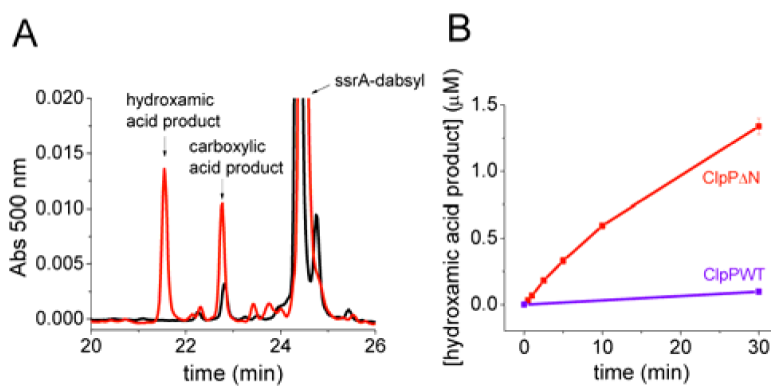 A
B
ssrA-dabsyl
hydroxamic
acid product
carboxylic
acid product
0.020
0.015
0.010
0.005
0.000
Abs 500 nm
20
21
22
23
24
26
time (min)
[hydroxamic acid product] (μM)
1.5
1.0
0.5
0.0
ClpPΔN
ClpPWT
0
10
20
30
time (min)